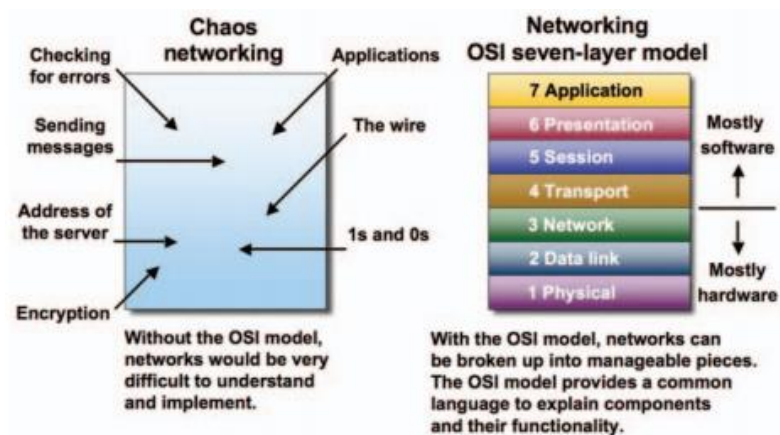 Chaos
networking
Checking
for errors
Applications
Sending
messages
The wire
Address of
the server
1s and 0s
Encryption
Without the OSI model,
networks would be very
difficult to understand
and implement.
Networking
OSI seven-layer model
7 Application
6 Presentation
5 Session
4 Transport
3 Network
2 Data link
1 Physical
Mostly
software
Mostly
hardware
With the OSI model, networks can
be broken up into manageable pieces.
The OSI model provides a common
language to explain components
and their functionality.